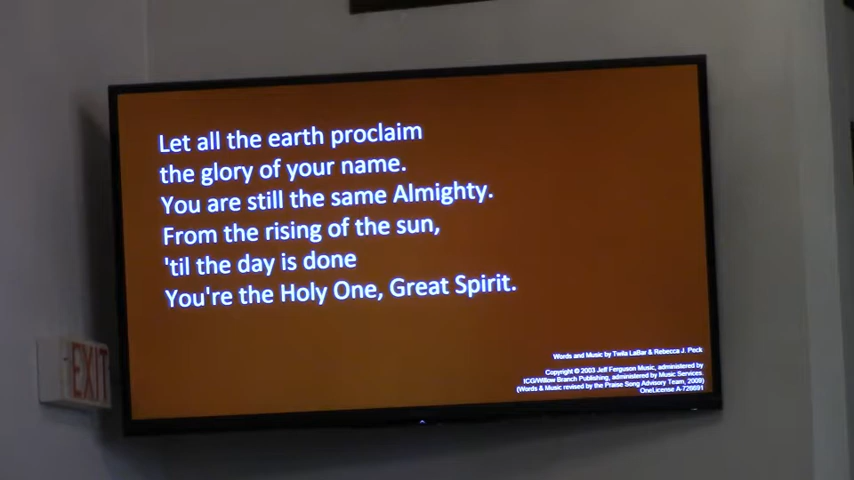 Let all the earth proclaim
the glory of your name.
You are still the same Almighty.
From the rising of the sun,
'til the day is done
You're the Holy One, Great Spirit.
Words and Music by Twila LaBar & Rebecca J. Peck
Copyright © 2003 Jeff Ferguson Music, administered by
ICG/Willow Branch Publishing, administered by Music Services.
(Words & Music revised by the Praise Song Advisory Team, 2009)
OneLicense A-726691
EXIT